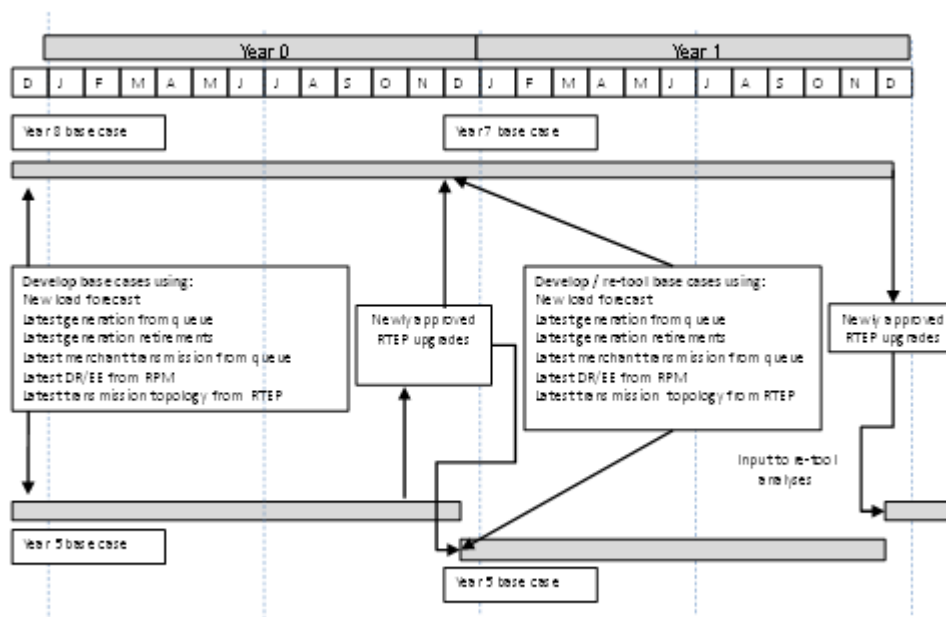 Year 0 Year 1
D J F M A M J J A S O N D J F M A M J J A S O N D
Year 8 base case Year 7 base case
Develop base cases using:
New load forecast
Latest generation from queue
Latest generation retirements
Latest merchant transmission from queue
Latest DR/EE from RPM
Latest transmission topology from RTEP
Newly approved
RTEP upgrades
Develop / re-tool base cases using:
New load forecast
Latest generation from queue
Latest generation retirements
Latest merchant transmission from queue
Latest DR/EE from RPM
Latest transmission topology from RTEP
Newly approved
RTEP upgrades
Input to re-tool
analyses
Year 5 base case
Year 5 base case